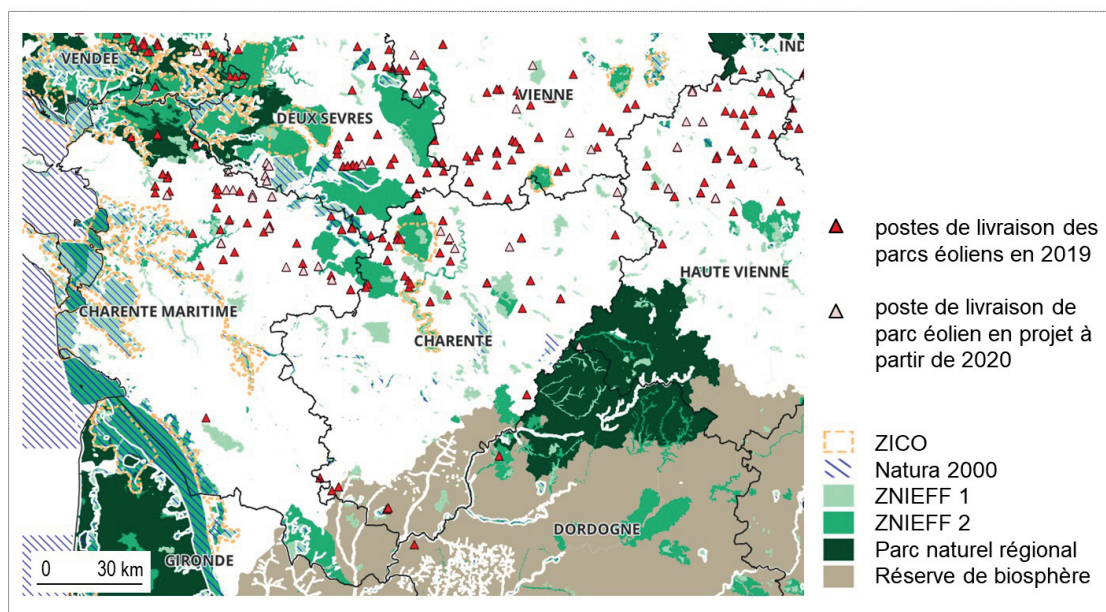 VENDEE
IND
VIENNE
DEUX SEVRES
HAUTE VIENNE
CHARENTE MARITIME
CHARENTE
DORDOGNE
GIRONDE
0 30 km
postes de livraison des
parcs éoliens en 2019
poste de livraison de
parc éolien en projet à
partir de 2020
ZICO
Natura 2000
ZNIEFF 1
ZNIEFF 2
Parc naturel régional
Réserve de biosphère